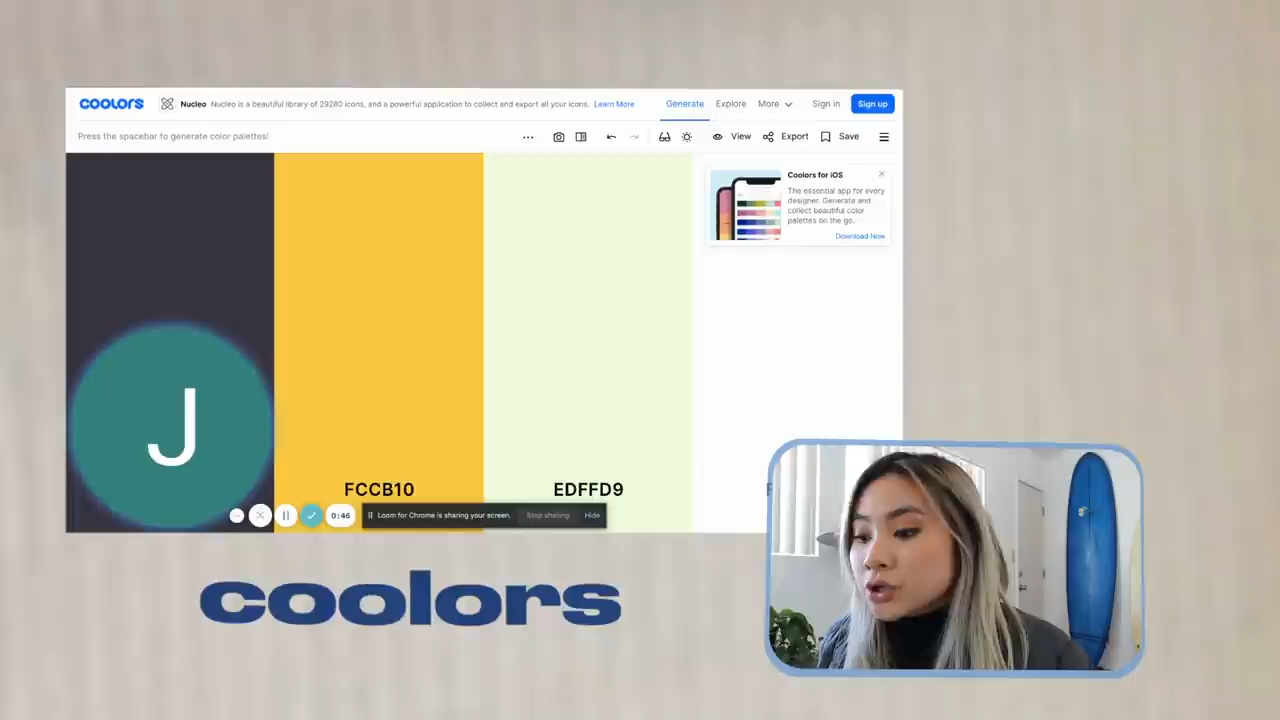 coolors
Nucleo Nucleo is a beautiful library of 29280 icons, and a powerful application to collect and export all your icons. Learn More
Generate Explore More Sign in Sign up
Press the spacebar to generate color palettes!
View Export Save
Coolors for iOS
The essential app for every
designer. Generate and
collect beautiful color
palettes on the go.
Download Now
J
FCCB10
EDFFD9
0:46
Loom for Chrome is sharing your screen. Stop sharing Hide
coolors